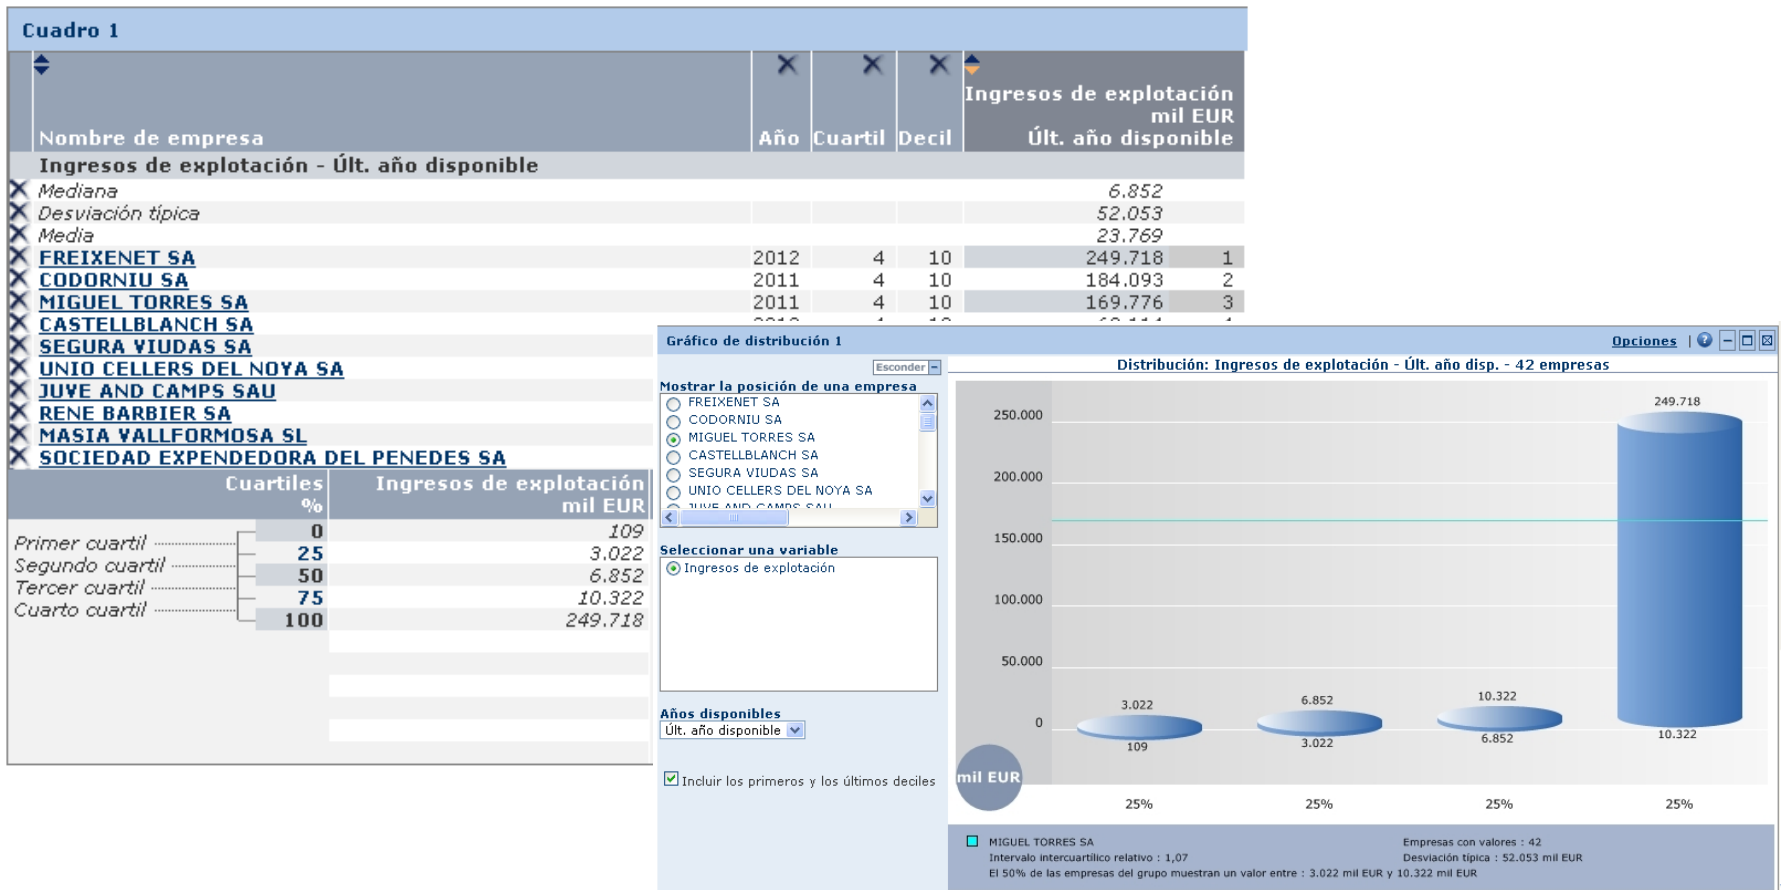 Cuadro 1
Nombre de empresa Año Cuartil Decil Ingresos de explotación
mil EUR
Últ. año disponible
Ingresos de explotación - Últ. año disponible
Mediana 6.852
Desviación típica 52.053
Media 23.769
FREIXENET SA 2012 4 10 249.718 1
CODORNIU SA 2011 4 10 184.093 2
MIGUEL TORRES SA 2011 4 10 169.776 3
CASTELLBLANCH SA
SEGURA VIUDAS SA
UNIO CELLERS DEL NOYA SA
JUVE AND CAMPS SAU
RENE BARBIER SA
MASIA VALLFORMOSA SL
SOCIEDAD EXPENDEDORA DEL PENEDES SA
Cuartiles Ingresos de explotación
% mil EUR
0 109
Primer cuartil
25 3.022
Segundo cuartil
50 6.852
Tercer cuartil
75 10.322
Cuarto cuartil
100 249.718
Gráfico de distribución 1 Opciones | ?
Esconder
Mostrar la posición de una empresa
FREIXENET SA
CODORNIU SA
MIGUEL TORRES SA
CASTELLBLANCH SA
SEGURA VIUDAS SA
UNIO CELLERS DEL NOYA SA
JUVE AND CAMPS SAU
Seleccionar una variable
Ingresos de explotación
Años disponibles
Últ. año disponible
Incluir los primeros y los últimos deciles
Distribución: Ingresos de explotación - Últ. año disp. - 42 empresas
250.000
200.000
150.000
100.000
50.000
0
3.022
109
6.852
3.022
10.322
6.852
249.718
10.322
mil EUR
25% 25% 25% 25%
MIGUEL TORRES SA Empresas con valores : 42
Intervalo intercuartílico relativo : 1,07 Desviación típica : 52.053 mil EUR
El 50% de las empresas del grupo muestran un valor entre : 3.022 mil EUR y 10.322 mil EUR